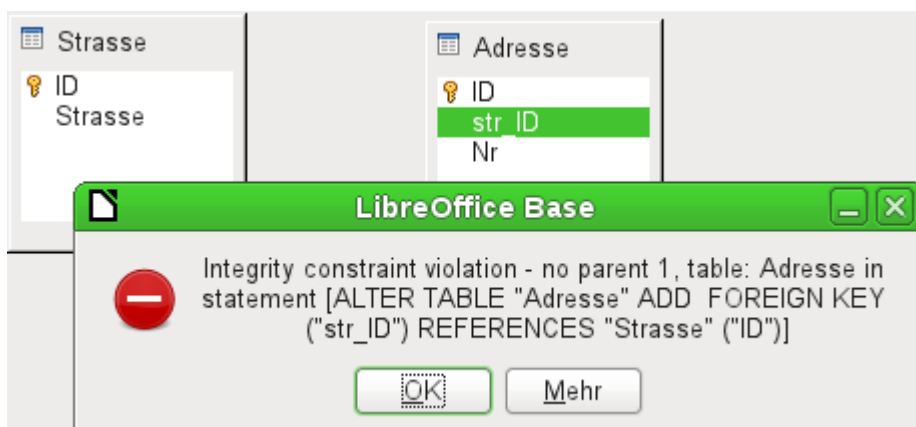 Strasse
ID
Strasse
Adresse
ID
str_ID
Nr
LibreOffice Base
Integrity constraint violation - no parent 1, table: Adresse in
statement [ALTER TABLE "Adresse" ADD  FOREIGN KEY
("str_ID") REFERENCES "Strasse" ("ID")]
OK
Mehr